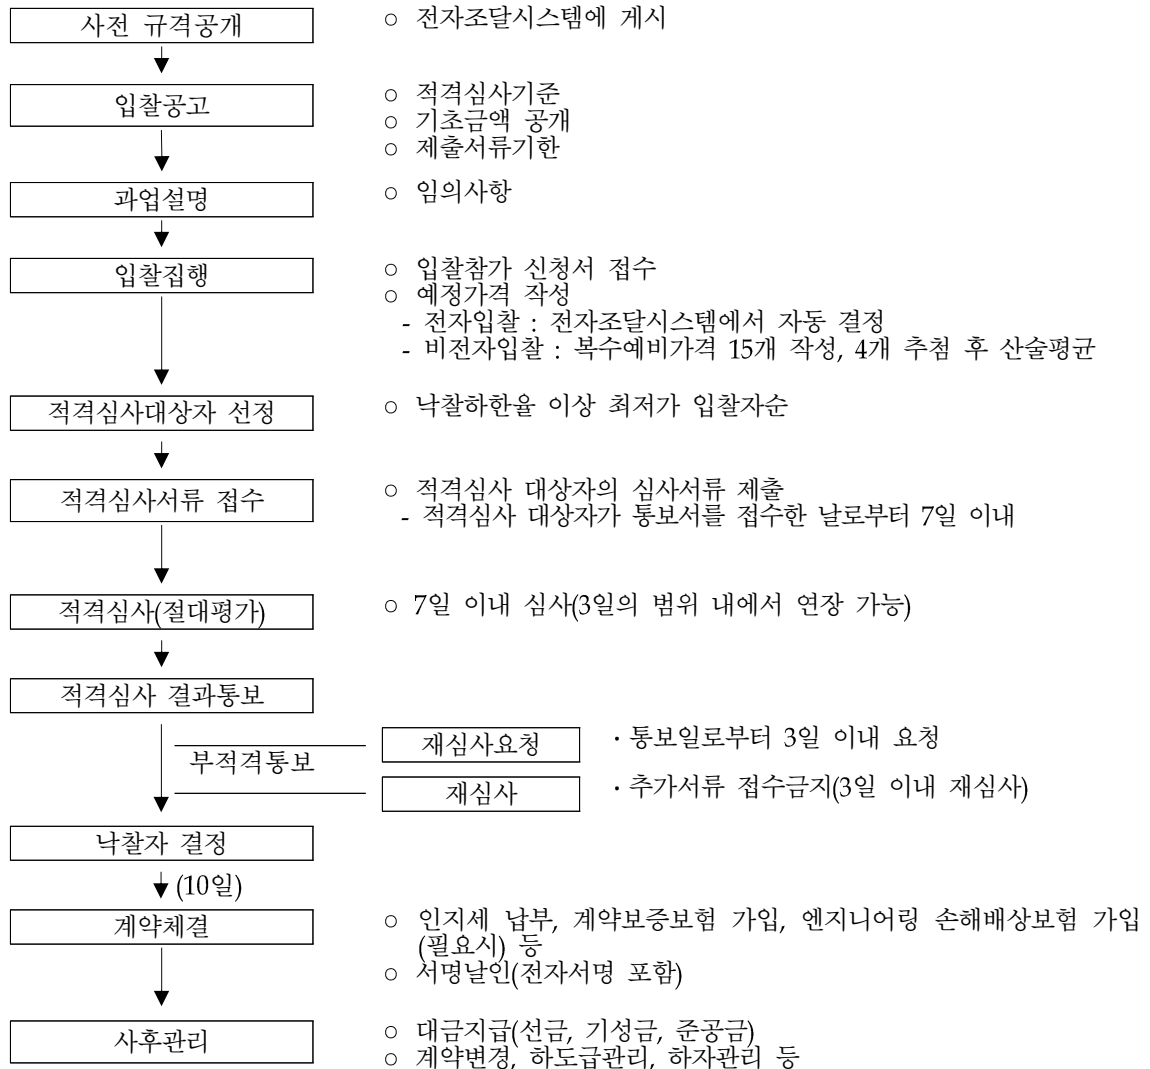 사전 규격공개
○ 전자조달시스템에 게시
입찰공고
○ 적격심사기준
○ 기초금액 공개
○ 제출서류기한
과업설명
○ 임의사항
입찰집행
○ 입찰참가 신청서 접수
○ 예정가격 작성
- 전자입찰 : 전자조달시스템에서 자동 결정
- 비전자입찰 : 복수예비가격 15개 작성, 4개 추첨 후 산술평균
적격심사대상자 선정
○ 낙찰하한율 이상 최저가 입찰자순
적격심사서류 접수
○ 적격심사 대상자의 심사서류 제출
- 적격심사 대상자가 통보서를 접수한 날로부터 7일 이내
적격심사(절대평가)
○ 7일 이내 심사(3일의 범위 내에서 연장 가능)
적격심사 결과통보
부적격통보
재심사요청
· 통보일로부터 3일 이내 요청
재심사
· 추가서류 접수금지(3일 이내 재심사)
낙찰자 결정
(10일)
계약체결
○ 인지세 납부, 계약보증보험 가입, 엔지니어링 손해배상보험 가입
(필요시) 등
○ 서명날인(전자서명 포함)
사후관리
○ 대금지급(선금, 기성금, 준공금)
○ 계약변경, 하도급관리, 하자관리 등